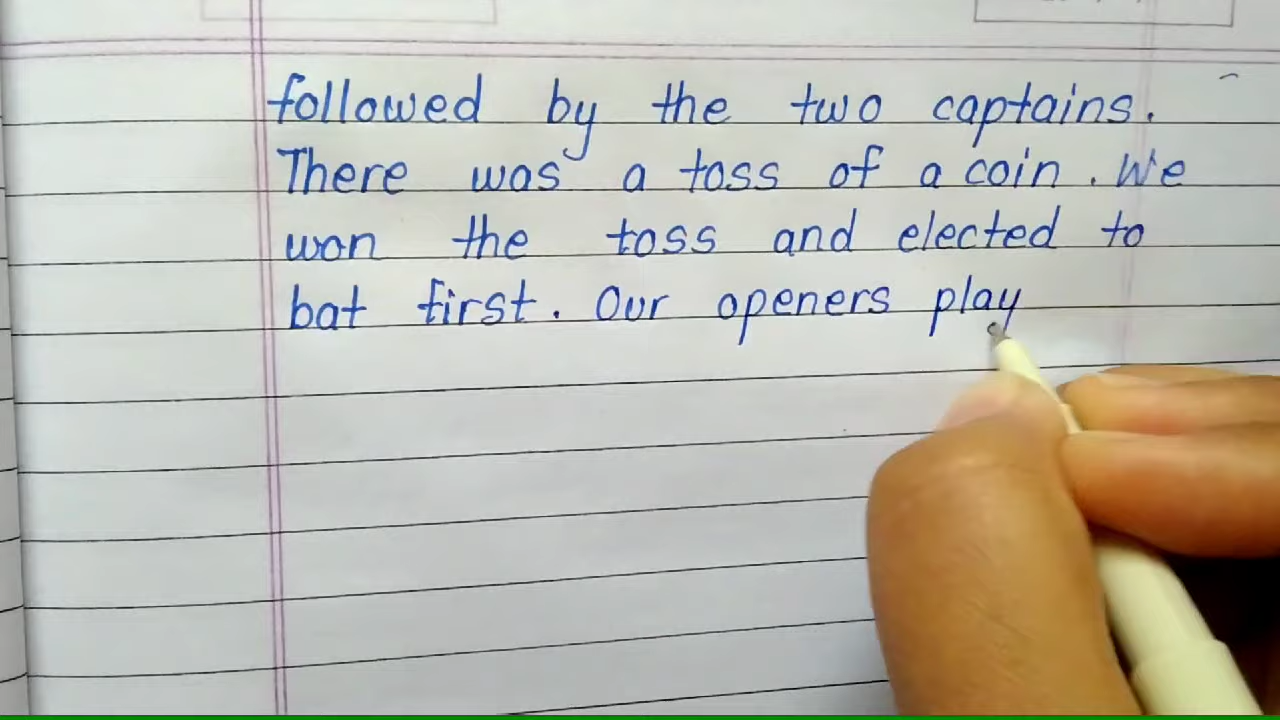 followed by the two captains.
There was a toss of a coin. We
won the toss and elected to
bat first. Our openers play